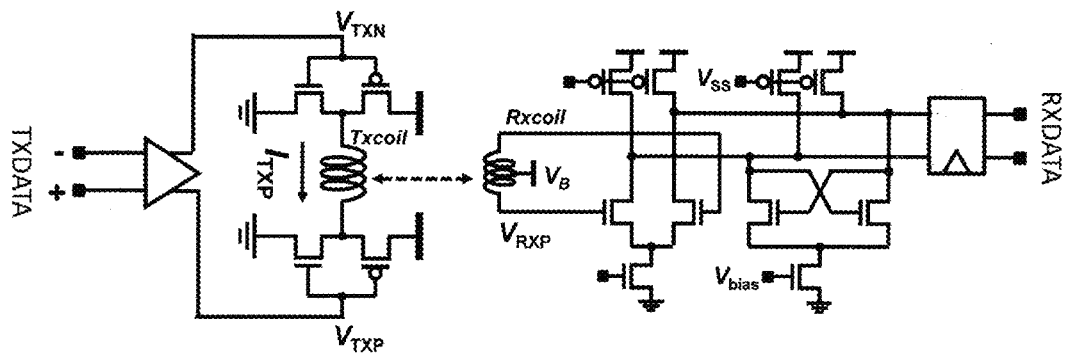 TXDATA
-
+
VTXN
Txcoil
ITXP
VTXP
Rxcoil
VB
VRXP
VSS
Vbias
RXDATA